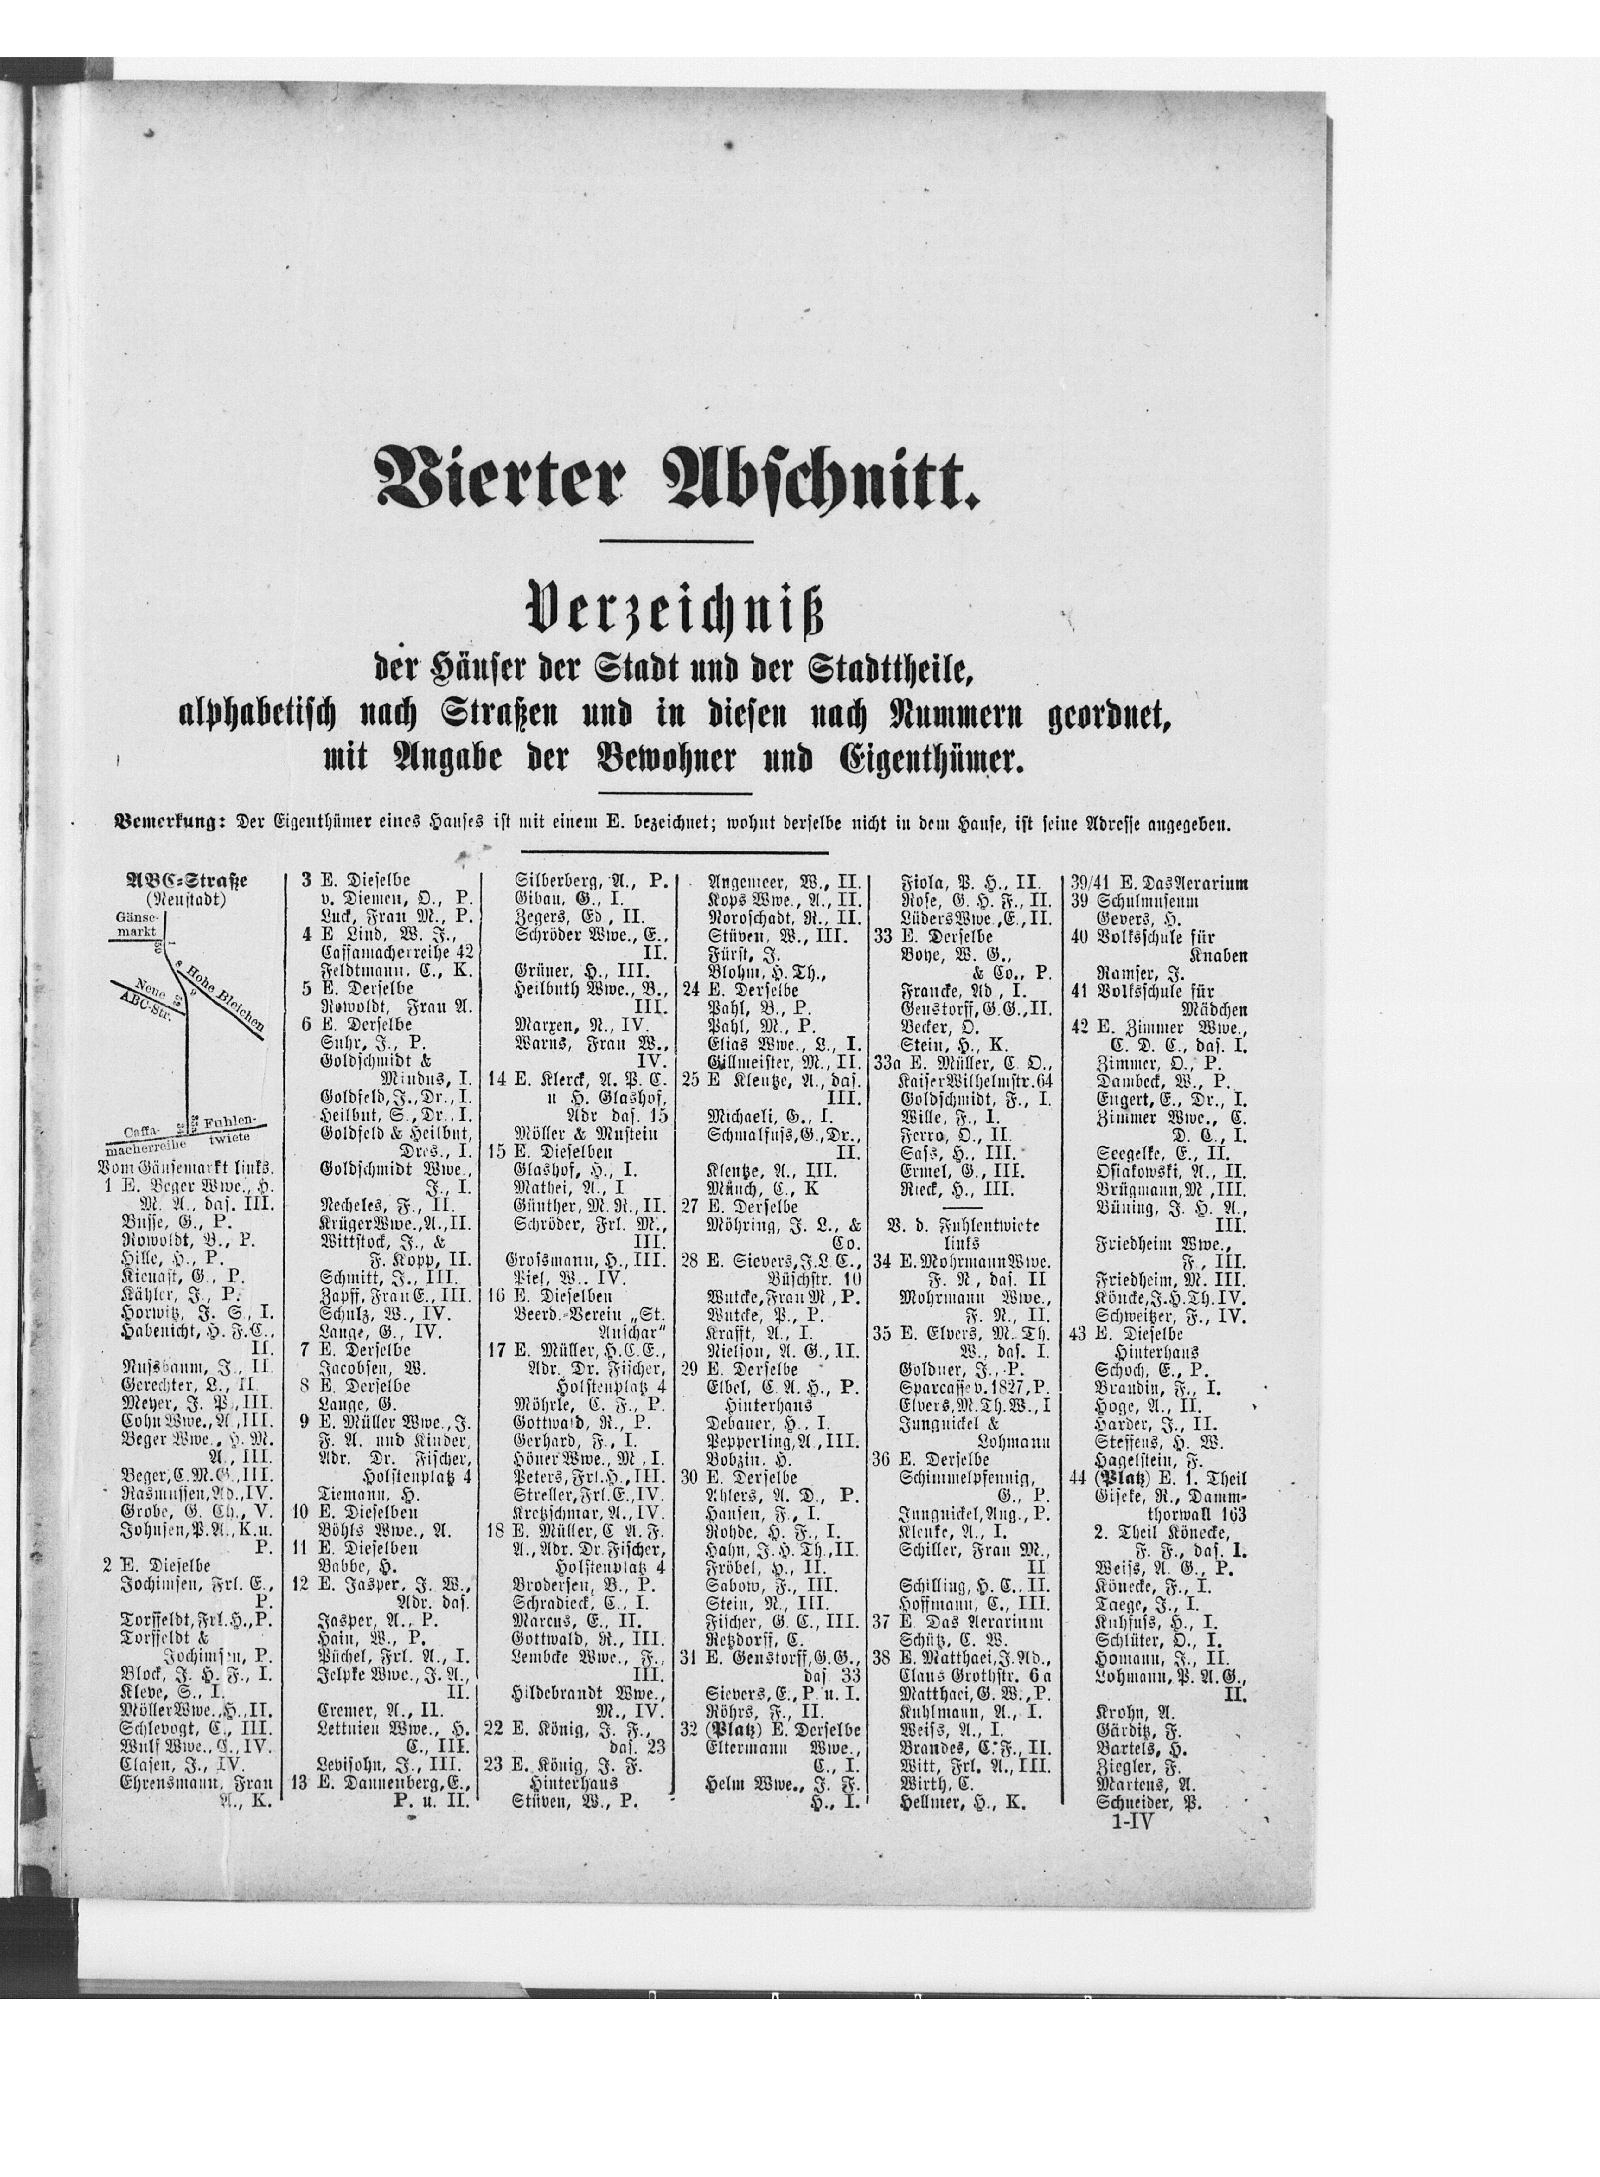 Vierter Abschnitt.
Verzeichniß
der Häuser der Stadt und der Stadttheile,
alphabetisch nach Straßen und in diesen nach Nummern geordnet,
mit Angabe der Bewohner und Eigenthümer.
Bemerkung: Der Eigenthümer eines Hauses ist mit einem E. bezeichnet; wohnt derselbe nicht in dem Hause, ist seine Adresse angegeben.
ABC-Straße
(Neustadt)
Gänse-
markt
Hohe Bleichen
Neue
ABC-Str.
Caffa-
macherreihe
Fuhlen-
twiete
Vom Gänsemarkt links.
1 E. Beger Wwe., H.
M. A., das. III.
Busse, G., P.
Rowoldt, B., P.
Hille, H., P.
Kienast, G., P.
Kähler, J., P.
Horwitz, J. S., I.
Habenicht, H. F. C.,
II.
Nussbaum, J., II.
Gerechter, L., II.
Meyer, J. P., III.
Cohn Wwe., A., III.
Beger Wwe., H. M.
A., III.
Beger, C. M. G., III.
Rasmussen, Ad., IV.
Grobe, G. Ch., V.
Johnsen, P. A., K. u.
P.
2 E. Dieselbe
Jochimsen, Frl. E.,
P.
Torffeldt, Frl. H., P.
Torffeldt &
Jochimsen, P.
Block, J. H. F., I.
Kleve, S., I.
Möller Wwe., H., II.
Schlevogt, C., III.
Wulf Wwe., C., IV.
Clasen, J., IV.
Ehrensmann, Frau
A., K.
3 E. Dieselbe
v. Diemen, O., P.
Luck, Frau M., P.
4 E Lind, W. J.,
Caffamacherreihe 42
Feldtmann, C., K.
5 E. Derselbe
Rowoldt, Frau A.
6 E. Derselbe
Suhr, J., P.
Goldschmidt &
Mindus, I.
Goldfeld, J., Dr., I.
Heilbut, S., Dr., I.
Goldfeld & Heilbut,
Dres., I.
Goldschmidt Wwe.,
J., I.
Necheles, F., II.
Krüger Wwe., A., II.
Wittstock, J., &
F. Kopp, II.
Schmitt, J., III.
Zapff, Frau E., III.
Schulz, W., IV.
Lange, G., IV.
7 E. Derselbe
Jacobsen, W.
8 E. Derselbe
Lange, G.
9 E. Müller Wwe., J.
F. A. und Kinder,
Adr. Dr. Fischer,
Holstenplatz 4
Tiemann, H.
10 E. Dieselben
Böhls Wwe., A.
11 E. Dieselben
Babbe, H.
12 E. Jasper, J. W.,
Adr. das.
Jasper, A., P.
Hain, W., P.
Püchel, Frl. A., I.
Jelpke Wwe., J. A.,
II.
Cremer, A., II.
Lettnien Wwe., H.
C., III.
Levisohn, J., III.
13 E. Dannenberg, E.,
P. u. II.
Silberberg, A., P.
Gibau, G., I.
Zegers, Ed, II.
Schröder Wwe., E.,
II.
Grüner, H., III.
Heilbuth Wwe., B.,
III.
Marxen, N., IV.
Warns, Frau W.,
IV.
14 E. Klerck, A. P. C.
u H. Glashof,
Adr das. 15
Möller & Mustein
15 E. Dieselben
Glashof, H., I.
Mathei, A., I
Günther, M. R., II.
Schröder, Frl. M.,
III.
Grossmann, H., III.
Piel, W.. IV.
16 E. Dieselben
Beerd.-Verein „St.
Anschar“
17 E. Müller, H. C. E.,
Adr. Dr. Fischer,
Holstenplatz 4
Möhrle, C. F., P.
Gottwald, R., P.
Gerhard, F., I.
Höner Wwe., M, I.
Peters, Frl. H., III.
Streller, Frl. E., IV.
Kretzschmar, A., IV.
18 E. Müller, C A. F.
A., Adr. Dr. Fischer,
Holstenplatz 4
Brodersen, B., P.
Schradieck, C., I.
Marcus, E., II.
Gottwald, R., III.
Lembcke Wwe., F.,
III.
Hildebrandt Wwe.,
M., IV.
22 E. König, J. F.,
das. 23
23 E. König, J. F.
Hinterhaus
Stüven, W., P.
Angemeer, W., II.
Kops Wwe., A., II.
Noroschadt, R., II.
Stüven, W., III.
Fürst, J.
Blohm, H. Th.,
24 E. Derselbe
Pahl, B., P.
Pahl, M., P.
Elias Wwe., L., I.
Gillmeister, M., II.
25 E Klentze, A., das.
III.
Michaeli, G., I.
Schmalfuss, G., Dr.,
II.
Klentze, A., III.
Münch, C., K
27 E. Derselbe
Möhring, J. L., &
Co.
28 E. Sievers, J. L. C.,
Büschstr. 10
Wutcke, Frau M, P.
Wutcke, P., P.
Krafft, A., I.
Nielson, A. G., II.
29 E. Derselbe
Elbel, C. A. H., P.
Hinterhaus
Debauer, H., I.
Pepperling, A., III.
Bobzin. H.
30 E. Derselbe
Ahlers, A. D., P.
Hansen, F., I.
Rohde, H. F., I.
Hahn, J. H. Th., II.
Fröbel, H., II.
Sabow, F., III.
Stein, N., III.
Fischer, G. C., III.
Retzdorff, C.
31 E. Genstorff, G. G.,
das. 33
Sievers, E., P. u. I.
Röhrs, F., II.
32 (Platz) E. Derselbe
Eltermann Wwe.,
C., I.
Helm Wwe., J. F.
H., I.
Fiola, P. H., II.
Rose, G. H. F., II.
Lüders Wwe, E., II.
33 E. Derselbe
Boye, W. G.,
& Co., P.
Francke, Ad, I.
Genstorff, G. G., II.
Becker, O.
Stein, H., K.
33a E. Müller, C. O.,
Kaiser Wilhelmstr. 64
Goldschmidt, F., I.
Wille, F., I.
Ferro, O., II.
Sass, H., III.
Ermel, G., III.
Rieck, H., III.
V. d. Fuhlentwiete
links
34 E. Mohrmann Wwe.
F. N, das. II
Mohrmann Wwe.,
F. N., II.
35 E. Elvers, M. Th.
W., das. I.
Goldner, J., P.
Sparcasse v. 1827, P.
Elvers, M. Th. W., I
Jungnickel &
Lohmann
36 E. Derselbe
Schimmelpfennig,
G., P.
Jungnickel, Aug., P.
Klenke, A., I.
Schiller, Frau M.,
II
Schilling, H. C., II.
Hoffmann, C., III.
37 E. Das Aerarium
Schütz, C. W.
38 E. Matthaei, J. Ad.,
Claus Grothstr. 6 a
Matthaei, G. W., P.
Kuhlmann, A., I.
Weiss, A., I.
Brandes, C. F., II.
Witt, Frl. A., III.
Wirth, C.
Hellmer, H., K.
39/41 E. Das Aerarium
39 Schulmuseum
Gevers, H.
40 Volksschule für
Knaben
Ramser, J.
41 Volksschule für
Mädchen
42 E. Zimmer Wwe.,
C. D. C., das. I.
Zimmer, O., P.
Dambeck, W., P.
Engert, E., Dr., I.
Zimmer Wwe., C.
D. C., I.
Seegelke, E., II.
Osiakowski, A., II.
Brügmann, M, III.
Büning, J. H. A.,
III.
Friedheim Wwe.,
F., III.
Friedheim, M. III.
Köncke, J. H. Th. IV.
Schweitzer, F., IV.
43 E. Dieselbe
Hinterhaus
Schoch, E., P.
Braudin, F., I.
Hoge, A., II.
Harder, J., II.
Steffens, H. W.
Hagelstein, F.
44 (Platz) E. 1. Theil
Giseke, R., Damm-
thorwall 163
2. Theil Könecke,
F. F., das. I.
Weiss, A. G., P.
Könecke, F., I.
Taege, J., I.
Kuhfuss, H., I.
Schlüter, O., I.
Homann, J., II.
Lohmann, P. A. G.,
II.
Krohn, A.
Gärditz, F.
Bartels, H.
Ziegler, F.
Martens, A.
Schneider, P.
1-IV